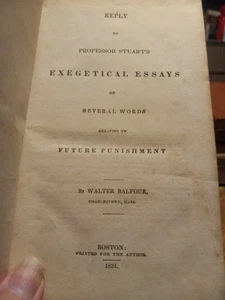 REPLY
TO
PROFESSOR STUART'S
EXEGETICAL ESSAYS
ON
SEVERAL WORDS
RELATING TO
FUTURE PUNISHMENT
BY WALTER BALFOUR,
CHARLESTOWN, MASS.
BOSTON:
PRINTED FOR THE AUTHOR.
1831.